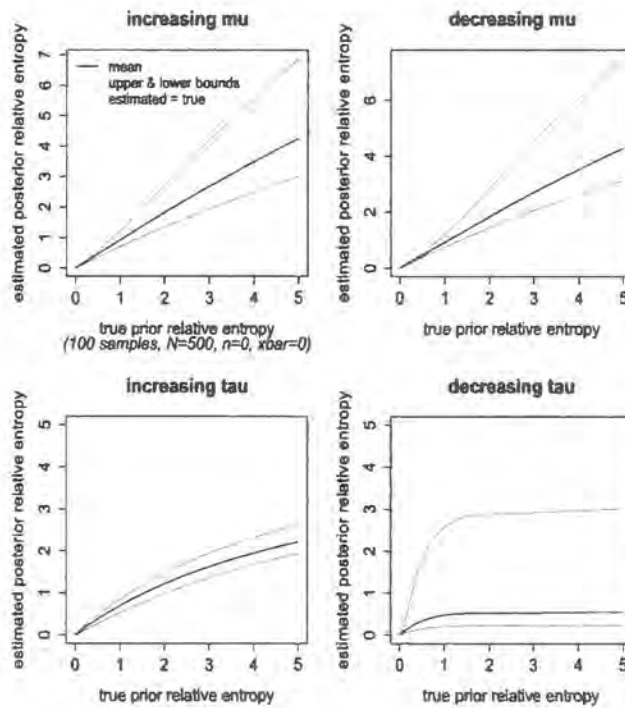 increasing mu
decreasing mu
estimated posterior relative entropy
7
6
5
4
3
2
1
0
mean
upper & lower bounds
estimated = true
0 1 2 3 4 5
true prior relative entropy
(100 samples, N=500, n=0, xbar=0)
estimated posterior relative entropy
6
4
2
0
0 1 2 3 4 5
true prior relative entropy
increasing tau
decreasing tau
estimated posterior relative entropy
5
4
3
2
1
0
0 1 2 3 4 5
true prior relative entropy
estimated posterior relative entropy
5
4
3
2
1
0
0 1 2 3 4 5
true prior relative entropy